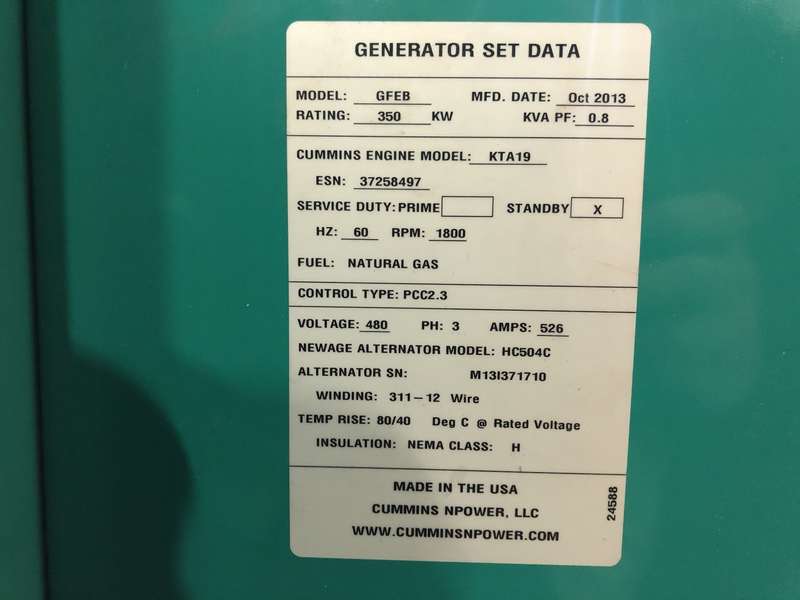 GENERATOR SET DATA
MODEL: GFEB MFD. DATE: Oct 2013
RATING: 350 KW KVA PF: 0.8
CUMMINS ENGINE MODEL: KTA19
ESN: 37258497
SERVICE DUTY: PRIME STANDBY X
HZ: 60 RPM: 1800
FUEL: NATURAL GAS
CONTROL TYPE: PCC2.3
VOLTAGE: 480 PH: 3 AMPS: 526
NEWAGE ALTERNATOR MODEL: HC504C
ALTERNATOR SN: M13I371710
WINDING: 311-12 Wire
TEMP RISE: 80/40 Deg C @ Rated Voltage
INSULATION: NEMA CLASS: H
MADE IN THE USA
CUMMINS NPOWER, LLC
WWW.CUMMINSNPOWER.COM
24588